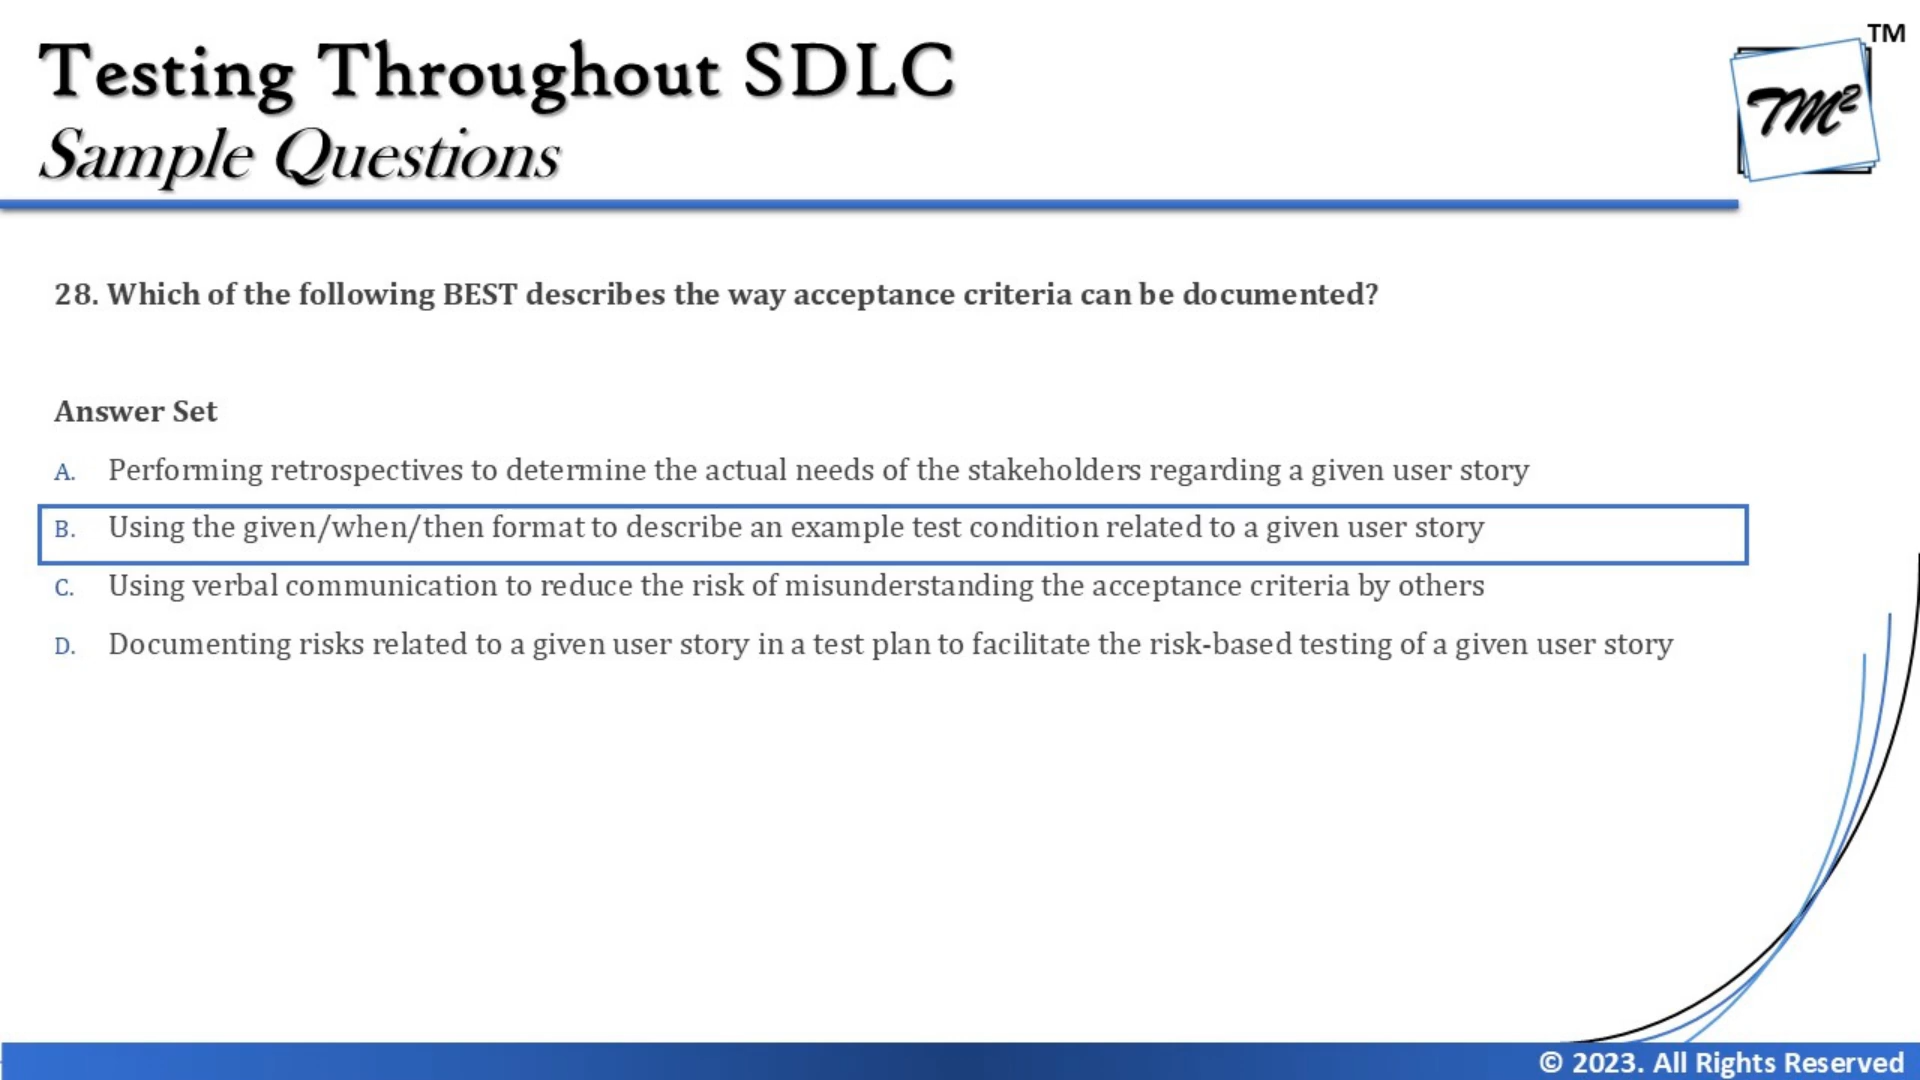 Testing Throughout SDLC
Sample Questions
TM
TM²
28. Which of the following BEST describes the way acceptance criteria can be documented?
Answer Set
A. Performing retrospectives to determine the actual needs of the stakeholders regarding a given user story
B. Using the given/when/then format to describe an example test condition related to a given user story
C. Using verbal communication to reduce the risk of misunderstanding the acceptance criteria by others
D. Documenting risks related to a given user story in a test plan to facilitate the risk-based testing of a given user story
© 2023. All Rights Reserved